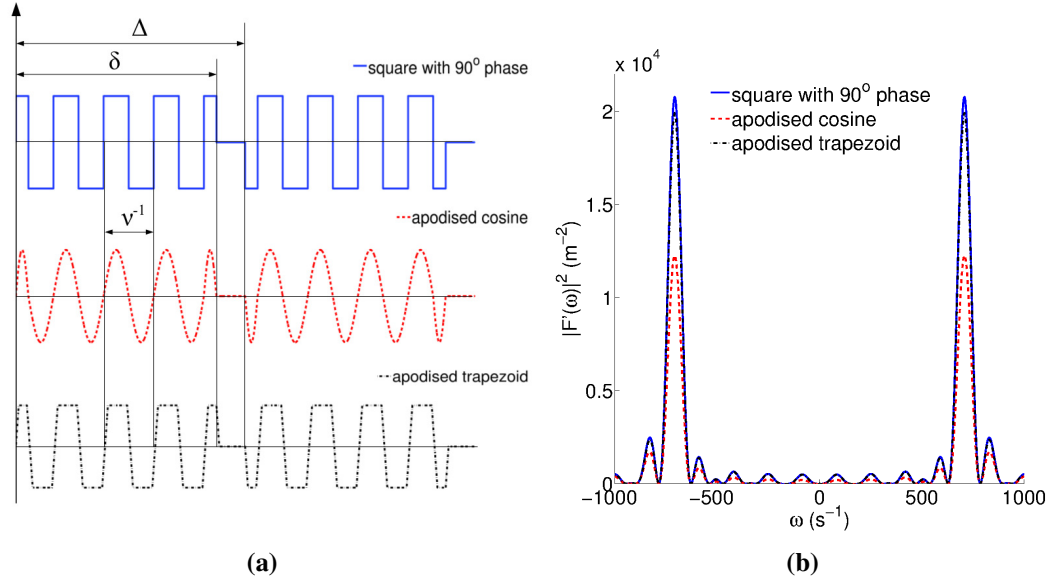 Δ
δ
square with 90° phase
ν⁻¹
apodised cosine
apodised trapezoid
(a)
x 10⁴
2
1.5
1
0.5
0
|F'(ω)|² (m⁻²)
square with 90° phase
apodised cosine
apodised trapezoid
−1000 −500 0 500 1000
ω (s⁻¹)
(b)